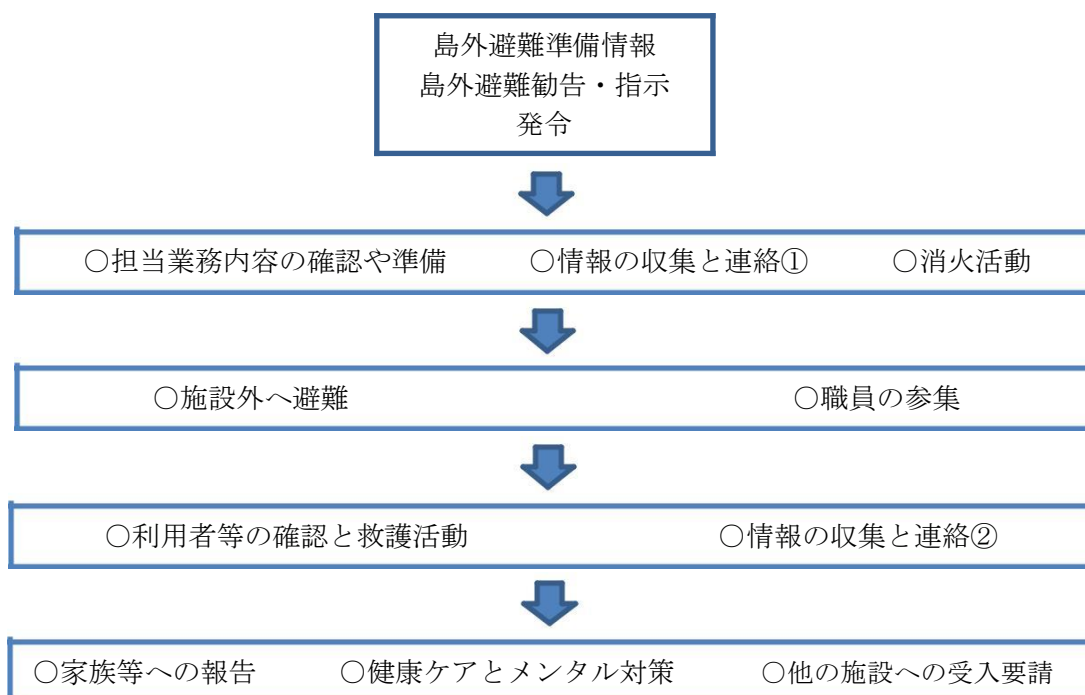 島外避難準備情報
島外避難勧告・指示
発令
○担当業務内容の確認や準備 ○情報の収集と連絡① ○消火活動
○施設外へ避難 ○職員の参集
○利用者等の確認と救護活動 ○情報の収集と連絡②
○家族等への報告 ○健康ケアとメンタル対策 ○他の施設への受入要請